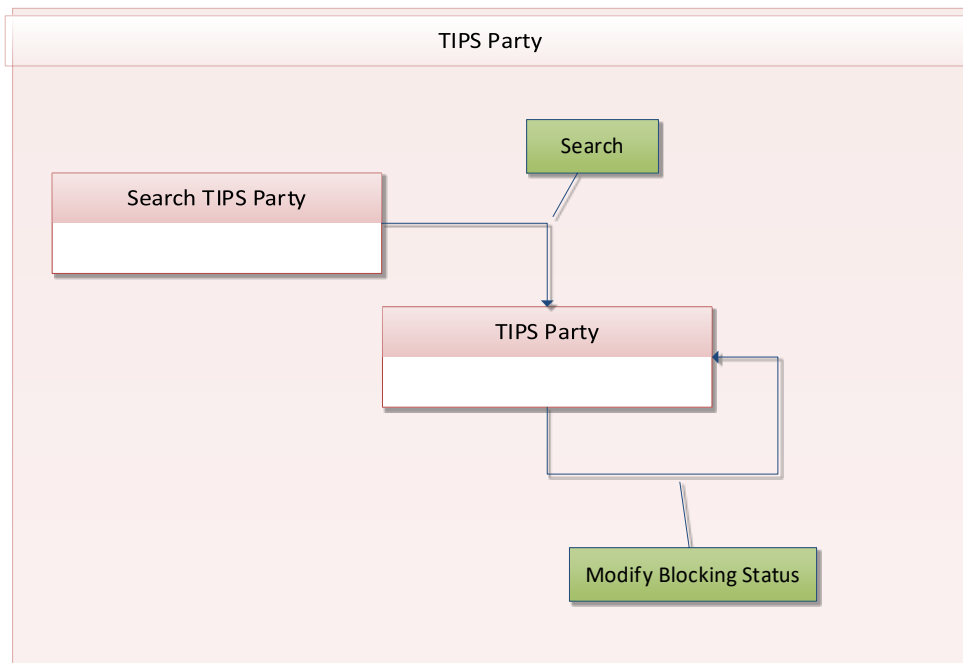 TIPS Party
Search
Search TIPS Party
TIPS Party
Modify Blocking Status